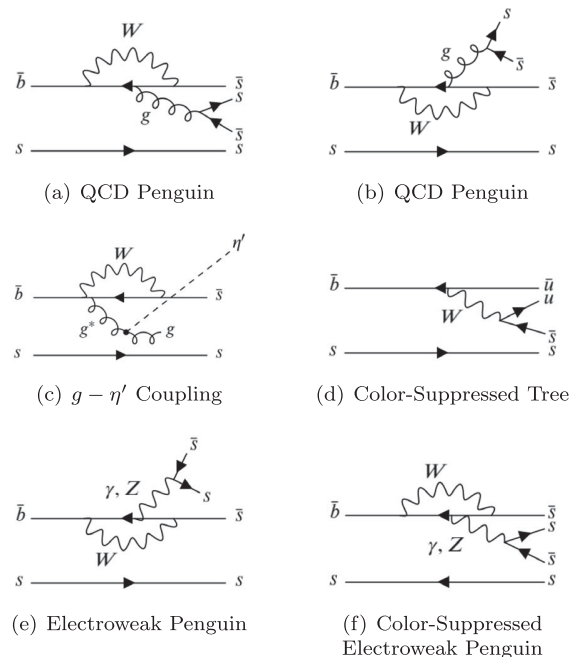 W
b̄ s̄
s
g
s̄
s s
(a) QCD Penguin
s
g
s̄
b̄ s̄
W
s s
(b) QCD Penguin
η′
W
b̄ s̄
g* g
s s
(c) g − η′ Coupling
b̄ ū
u
W
s̄
s s
(d) Color-Suppressed Tree
s̄
γ, Z s
b̄ s̄
W
s s
(e) Electroweak Penguin
W
b̄ s̄
s
γ, Z
s̄
s s
(f) Color-Suppressed
Electroweak Penguin